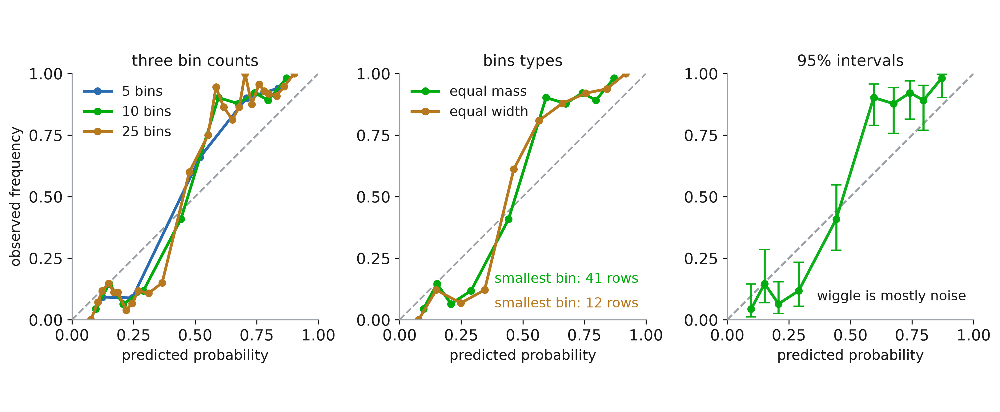 three bin counts
1.00
0.75
0.50
0.25
0.00
observed frequency
5 bins
10 bins
25 bins
0.00 0.25 0.50 0.75 1.00
predicted probability
bins types
1.00
0.75
0.50
0.25
0.00
equal mass
equal width
smallest bin: 41 rows
smallest bin: 12 rows
0.00 0.25 0.50 0.75 1.00
predicted probability
95% intervals
1.00
0.75
0.50
0.25
0.00
wiggle is mostly noise
0.00 0.25 0.50 0.75 1.00
predicted probability